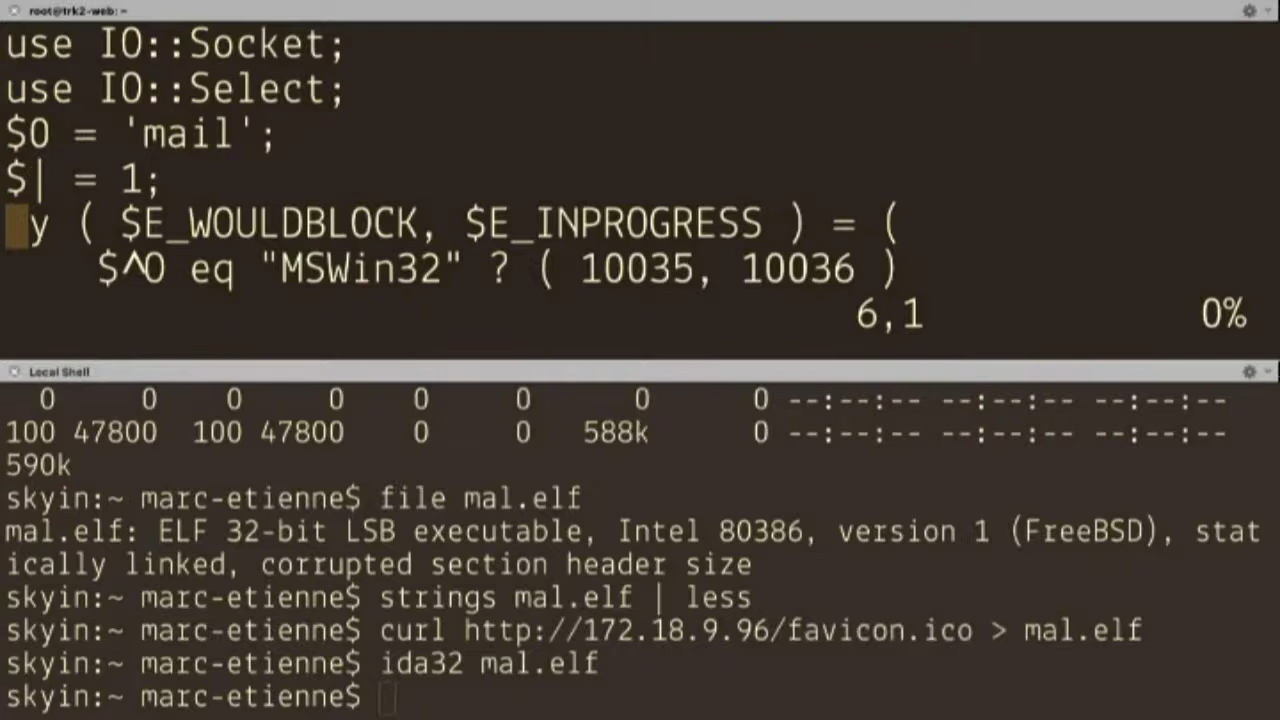 root@trk2-web: ~
use IO::Socket;
use IO::Select;
$0 = 'mail';
$| = 1;
y ( $E_WOULDBLOCK, $E_INPROGRESS ) = (
$^O eq "MSWin32" ? ( 10035, 10036 )
6,1 0%
Local Shell
0 0 0 0 0 0 0 0 --:--:-- --:--:-- --:--:--
100 47800 100 47800 0 0 588k 0 --:--:-- --:--:-- --:--:--
590k
skyin:~ marc-etienne$ file mal.elf
mal.elf: ELF 32-bit LSB executable, Intel 80386, version 1 (FreeBSD), stat
ically linked, corrupted section header size
skyin:~ marc-etienne$ strings mal.elf | less
skyin:~ marc-etienne$ curl http://172.18.9.96/favicon.ico > mal.elf
skyin:~ marc-etienne$ ida32 mal.elf
skyin:~ marc-etienne$